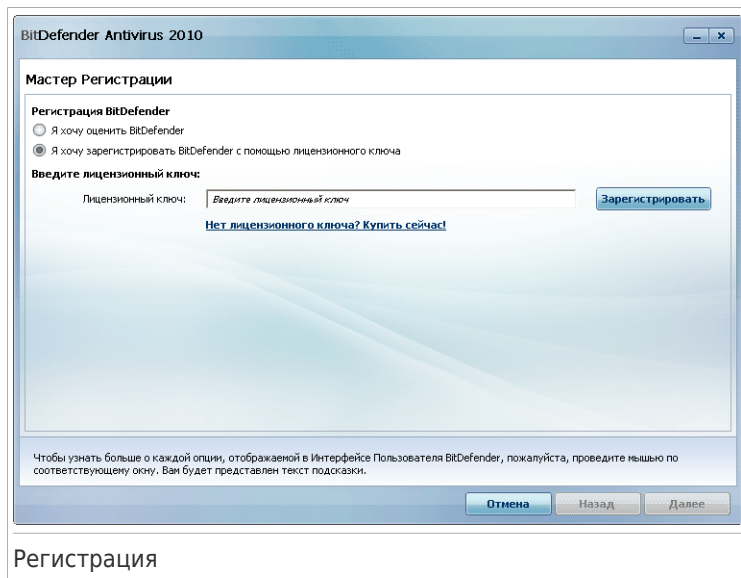 BitDefender Antivirus 2010
Мастер Регистрации
Регистрация BitDefender
Я хочу оценить BitDefender
Я хочу зарегистрировать BitDefender с помощью лицензионного ключа
Введите лицензионный ключ:
Лицензионный ключ: Введите лицензионный ключ Зарегистрировать
Нет лицензионного ключа? Купить сейчас!
Чтобы узнать больше о каждой опции, отображаемой в Интерфейсе Пользователя BitDefender, пожалуйста, проведите мышью по
соответствующему окну. Вам будет представлен текст подсказки.
Отмена Назад Далее
Регистрация